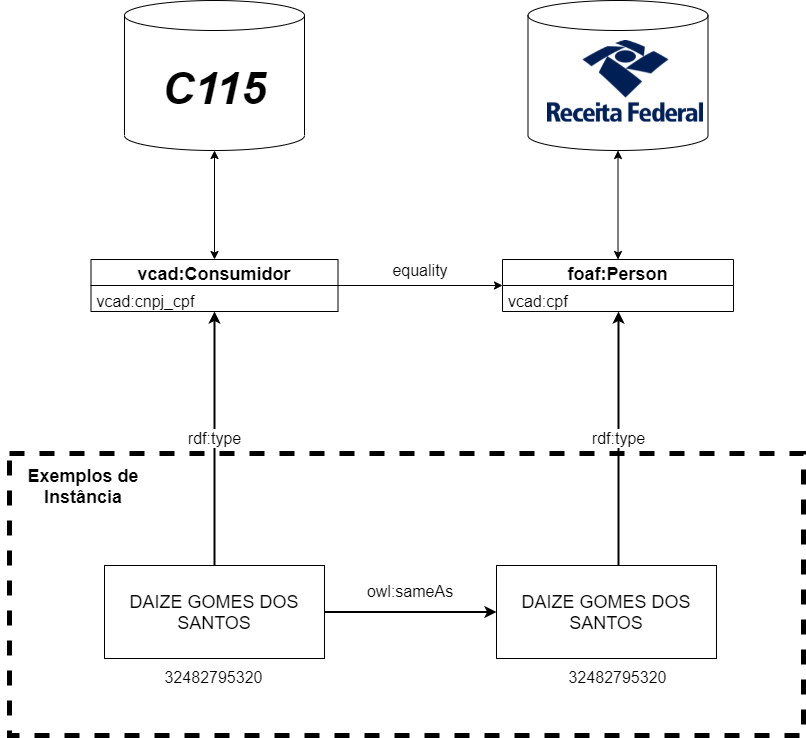 C115
Receita Federal
vcad:Consumidor
equality
foaf:Person
vcad:cnpj_cpf
vcad:cpf
rdf:type
rdf:type
Exemplos de
Instância
DAIZE GOMES DOS
SANTOS
owl:sameAs
DAIZE GOMES DOS
SANTOS
32482795320
32482795320